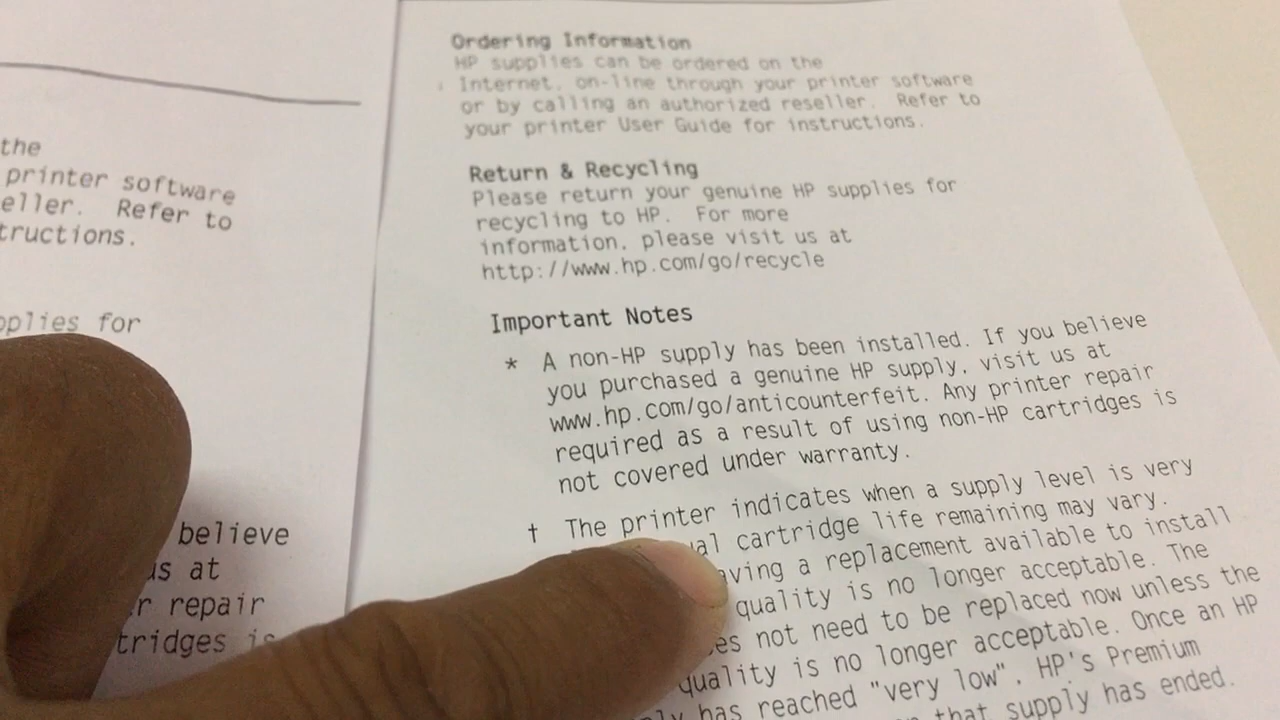 the
printer software
eller. Refer to
tructions.
pplies for
believe
us at
r repair
tridges is
Ordering Information
HP supplies can be ordered on the
Internet, on-line through your printer software
or by calling an authorized reseller. Refer to
your printer User Guide for instructions.
Return & Recycling
Please return your genuine HP supplies for
recycling to HP. For more
information, please visit us at
http://www.hp.com/go/recycle
Important Notes
* A non-HP supply has been installed. If you believe
you purchased a genuine HP supply, visit us at
www.hp.com/go/anticounterfeit. Any printer repair
required as a result of using non-HP cartridges is
not covered under warranty.
† The printer indicates when a supply level is very
ual cartridge life remaining may vary.
aving a replacement available to install
quality is no longer acceptable. The
es not need to be replaced now unless the
quality is no longer acceptable. Once an HP
ly has reached "very low", HP's Premium
that supply has ended.